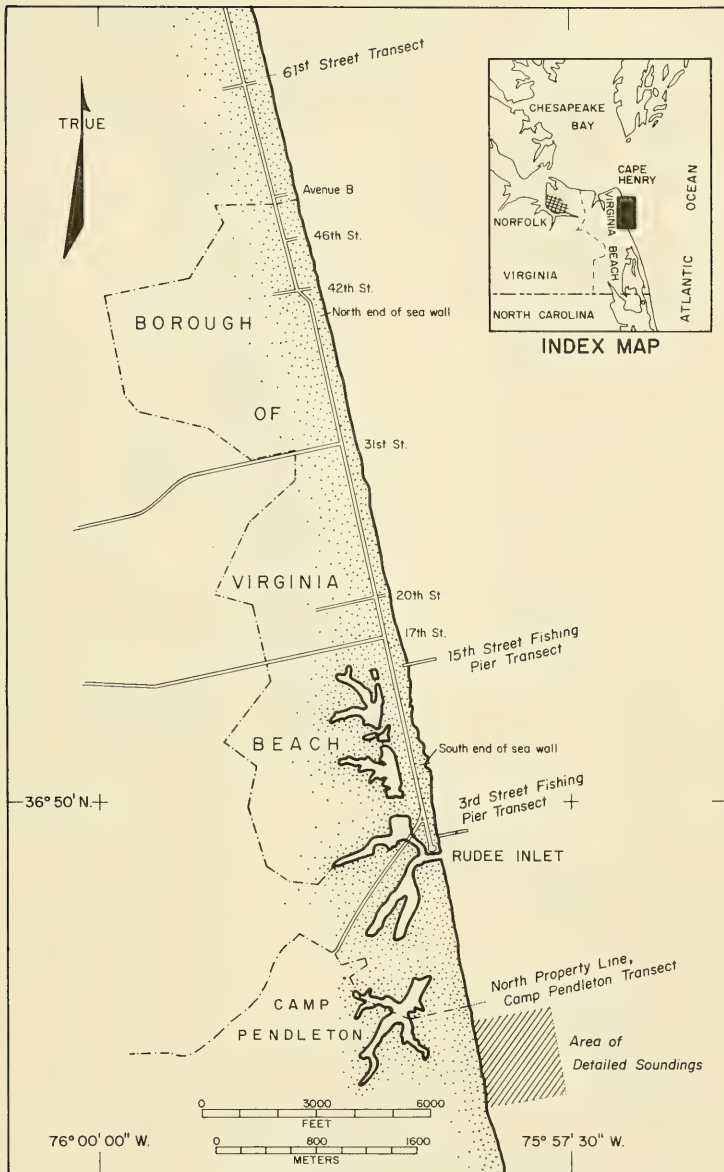 61st Street Transect
TRUE
Avenue B
46th St.
42th St.
North end of sea wall
BOROUGH
OF
31st St.
VIRGINIA
20th St
17th St.
15th Street Fishing
Pier Transect
BEACH
South end of sea wall
36° 50' N.
3rd Street Fishing
Pier Transect
RUDEE INLET
North Property Line,
Camp Pendleton Transect
CAMP
PENDLETON
Area of
Detailed Soundings
0 3000 6000
FEET
0 800 1600
METERS
76° 00' 00" W.
75° 57' 30" W.
CHESAPEAKE
BAY
CAPE
HENRY
OCEAN
ATLANTIC
NORFOLK
VIRGINIA BEACH
VIRGINIA
NORTH CAROLINA
INDEX MAP